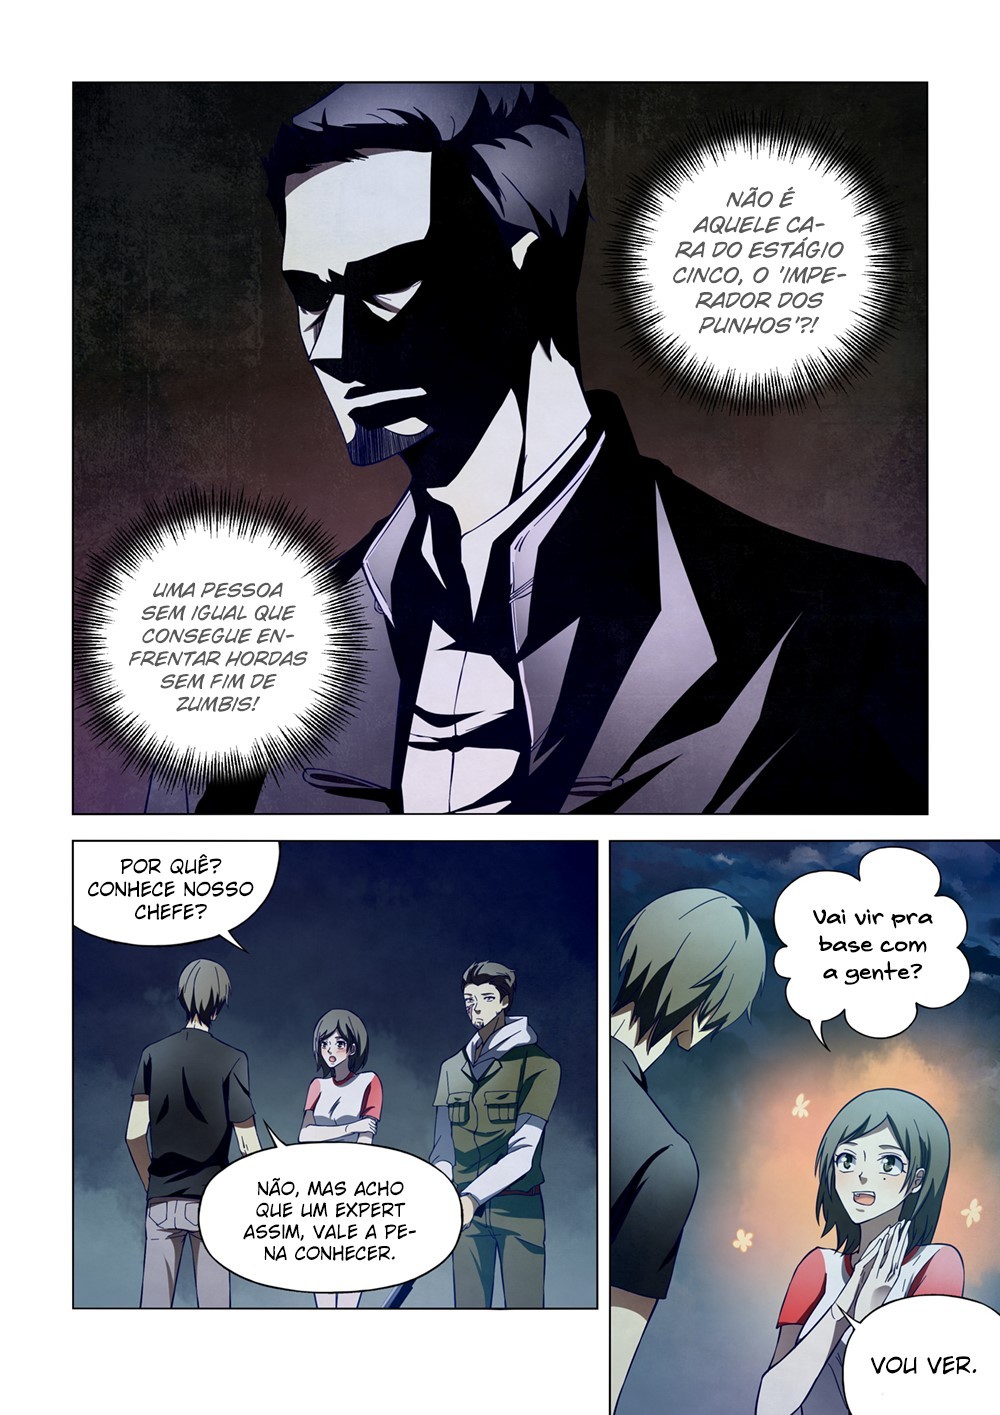 NÃO É
AQUELE CA-
RA DO ESTÁGIO
CINCO, O 'IMPE-
RADOR DOS
PUNHOS'?!
UMA PESSOA
SEM IGUAL QUE
CONSEGUE EN-
FRENTAR HORDAS
SEM FIM DE
ZUMBIS!
POR QUÊ?
CONHECE NOSSO
CHEFE?
NÃO, MAS ACHO
QUE UM EXPERT
ASSIM, VALE A PE-
NA CONHECER.
Vai vir pra
base com
a gente?
VOU VER.